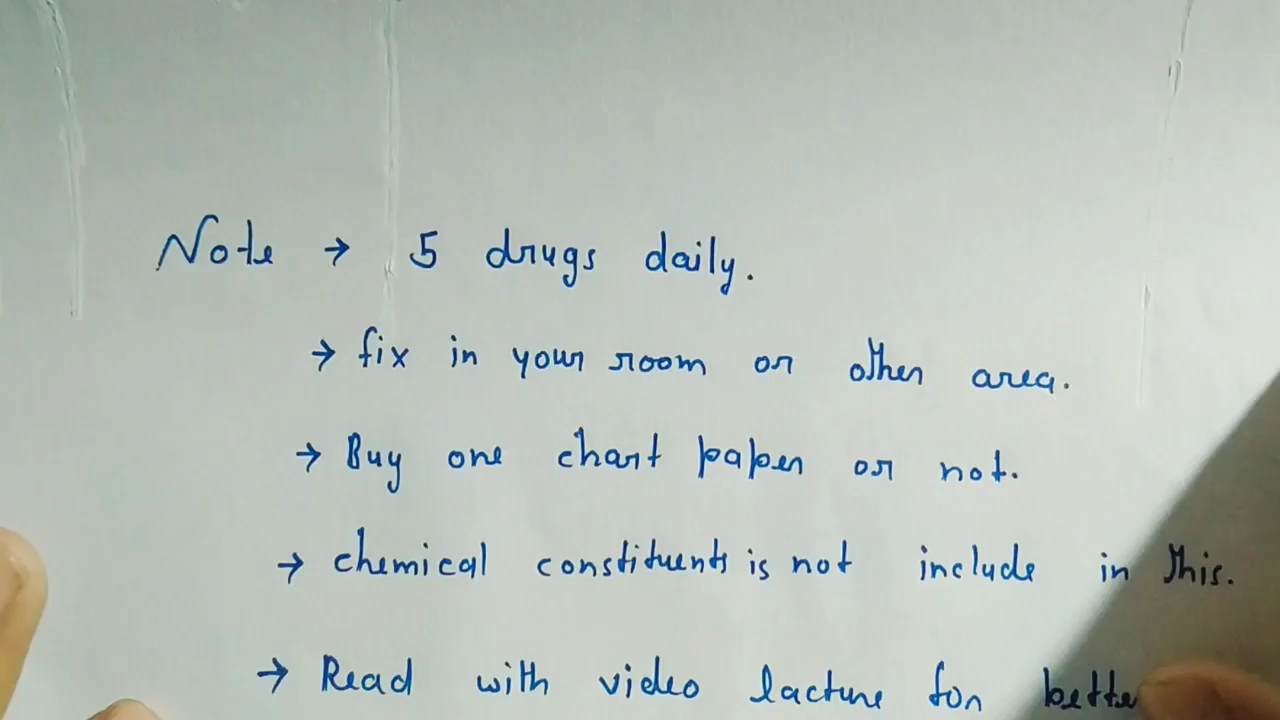 Note → 5 drugs daily.
→ fix in your room or other area.
→ Buy one chart paper or not.
→ chemical constituents is not include in this.
→ Read with video lacture for